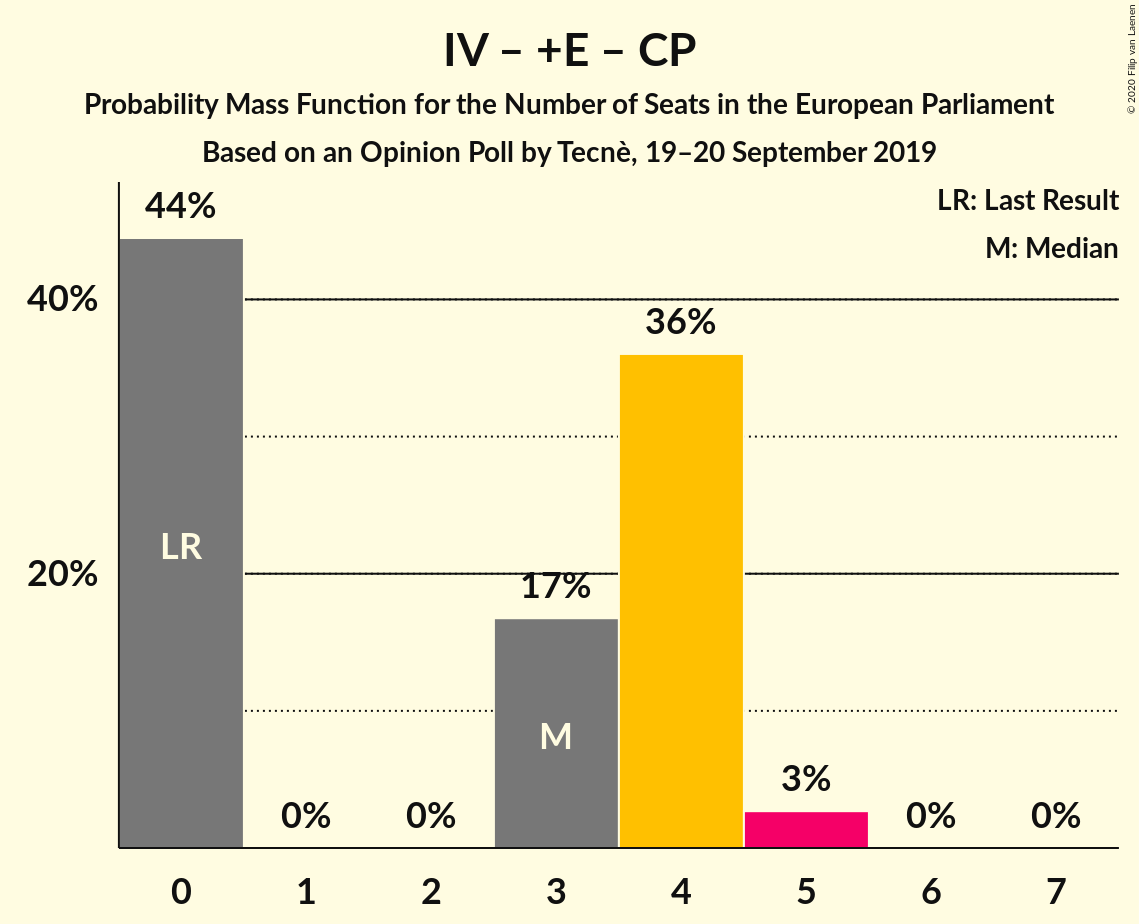 IV – +E – CP
Probability Mass Function for the Number of Seats in the European Parliament
Based on an Opinion Poll by Tecnè, 19–20 September 2019
© 2020 Filip van Laenen
LR: Last Result
M: Median
44%
40%
36%
LR
20%
17%
M
3%
0%
0%
0%
0%
0
1
2
3
4
5
6
7